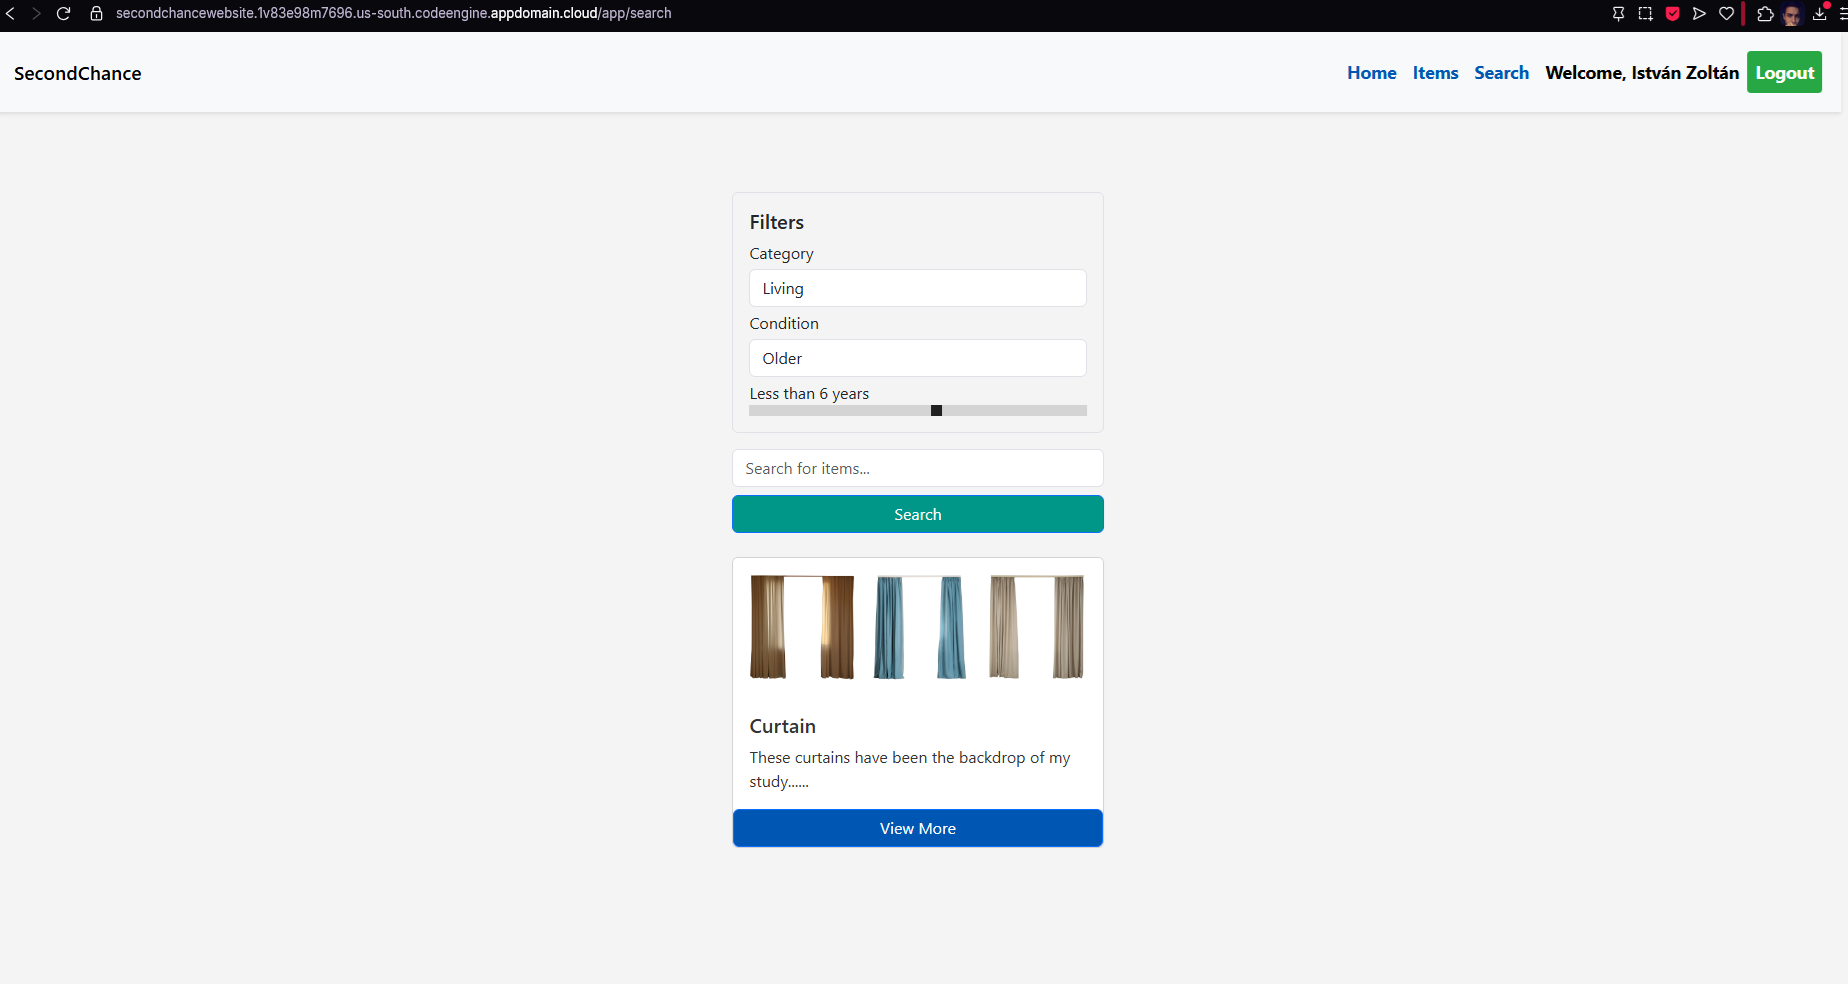 secondchancewebsite.1v83e98m7696.us-south.codeengine.appdomain.cloud/app/search
SecondChance
Home Items Search Welcome, István Zoltán Logout
Filters
Category
Living
Condition
Older
Less than 6 years
Search for items...
Search
Curtain
These curtains have been the backdrop of my
study......
View More